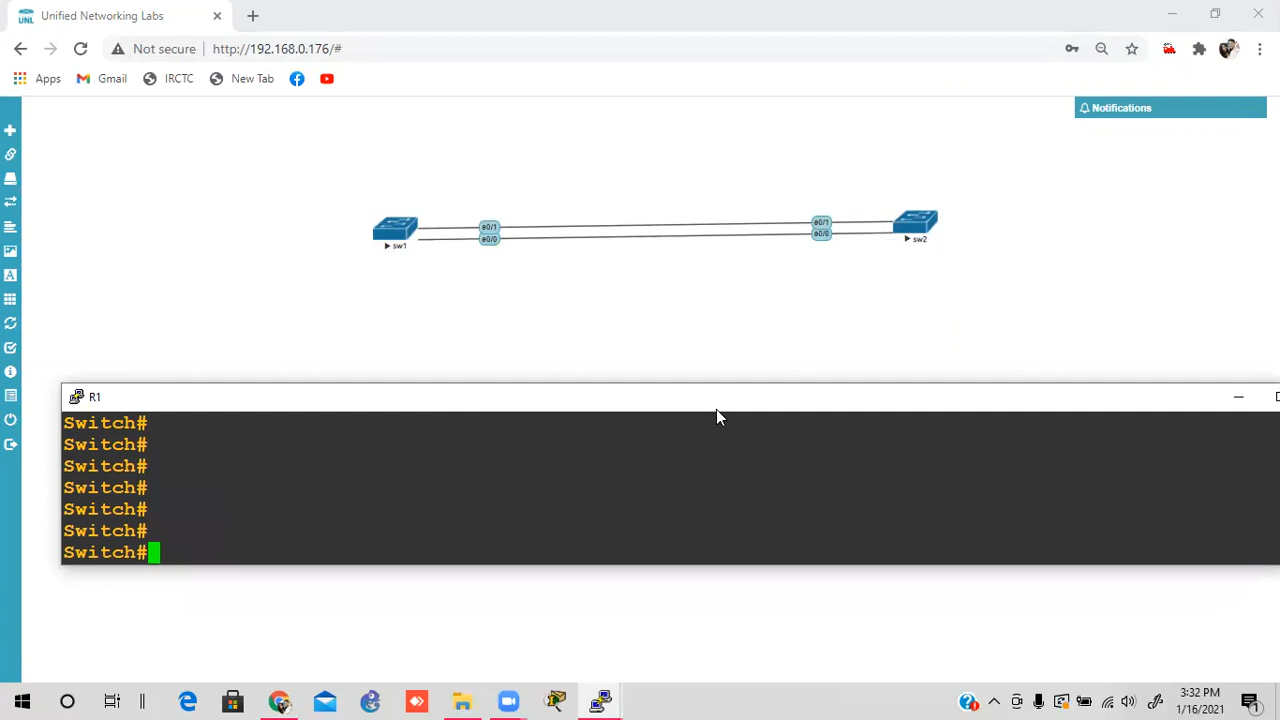 Unified Networking Labs
UNL
Not secure
http://192.168.0.176/#
Apps
Gmail
IRCTC
New Tab
Notifications
e0/1
e0/0
e0/1
e0/0
sw1
sw2
R1
Switch#
Switch#
Switch#
Switch#
Switch#
Switch#
Switch#
3:32 PM
1/16/2021
1